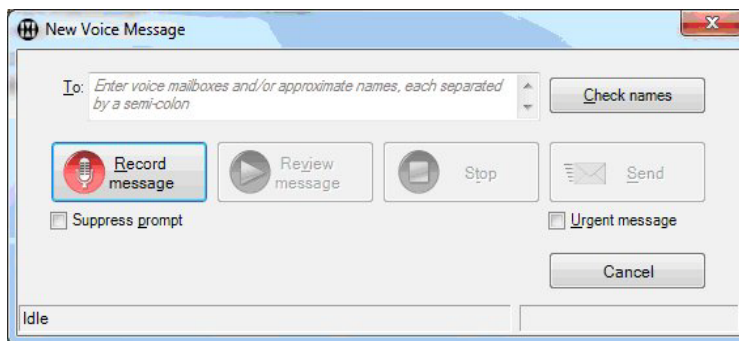 New Voice Message
To: Enter voice mailboxes and/or approximate names, each separated
by a semi-colon
Check names
Record
message
Review
message
Stop
Send
Suppress prompt
Urgent message
Cancel
Idle